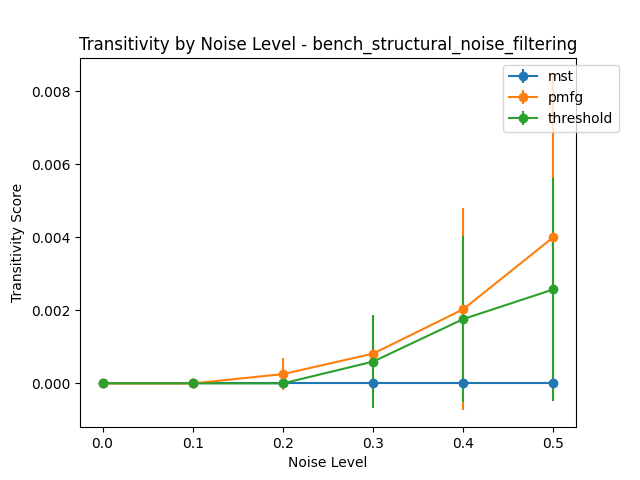 Transitivity by Noise Level - bench_structural_noise_filtering
mst
pmfg
threshold
0.008
0.006
0.004
0.002
0.000
Transitivity Score
0.0 0.1 0.2 0.3 0.4 0.5
Noise Level